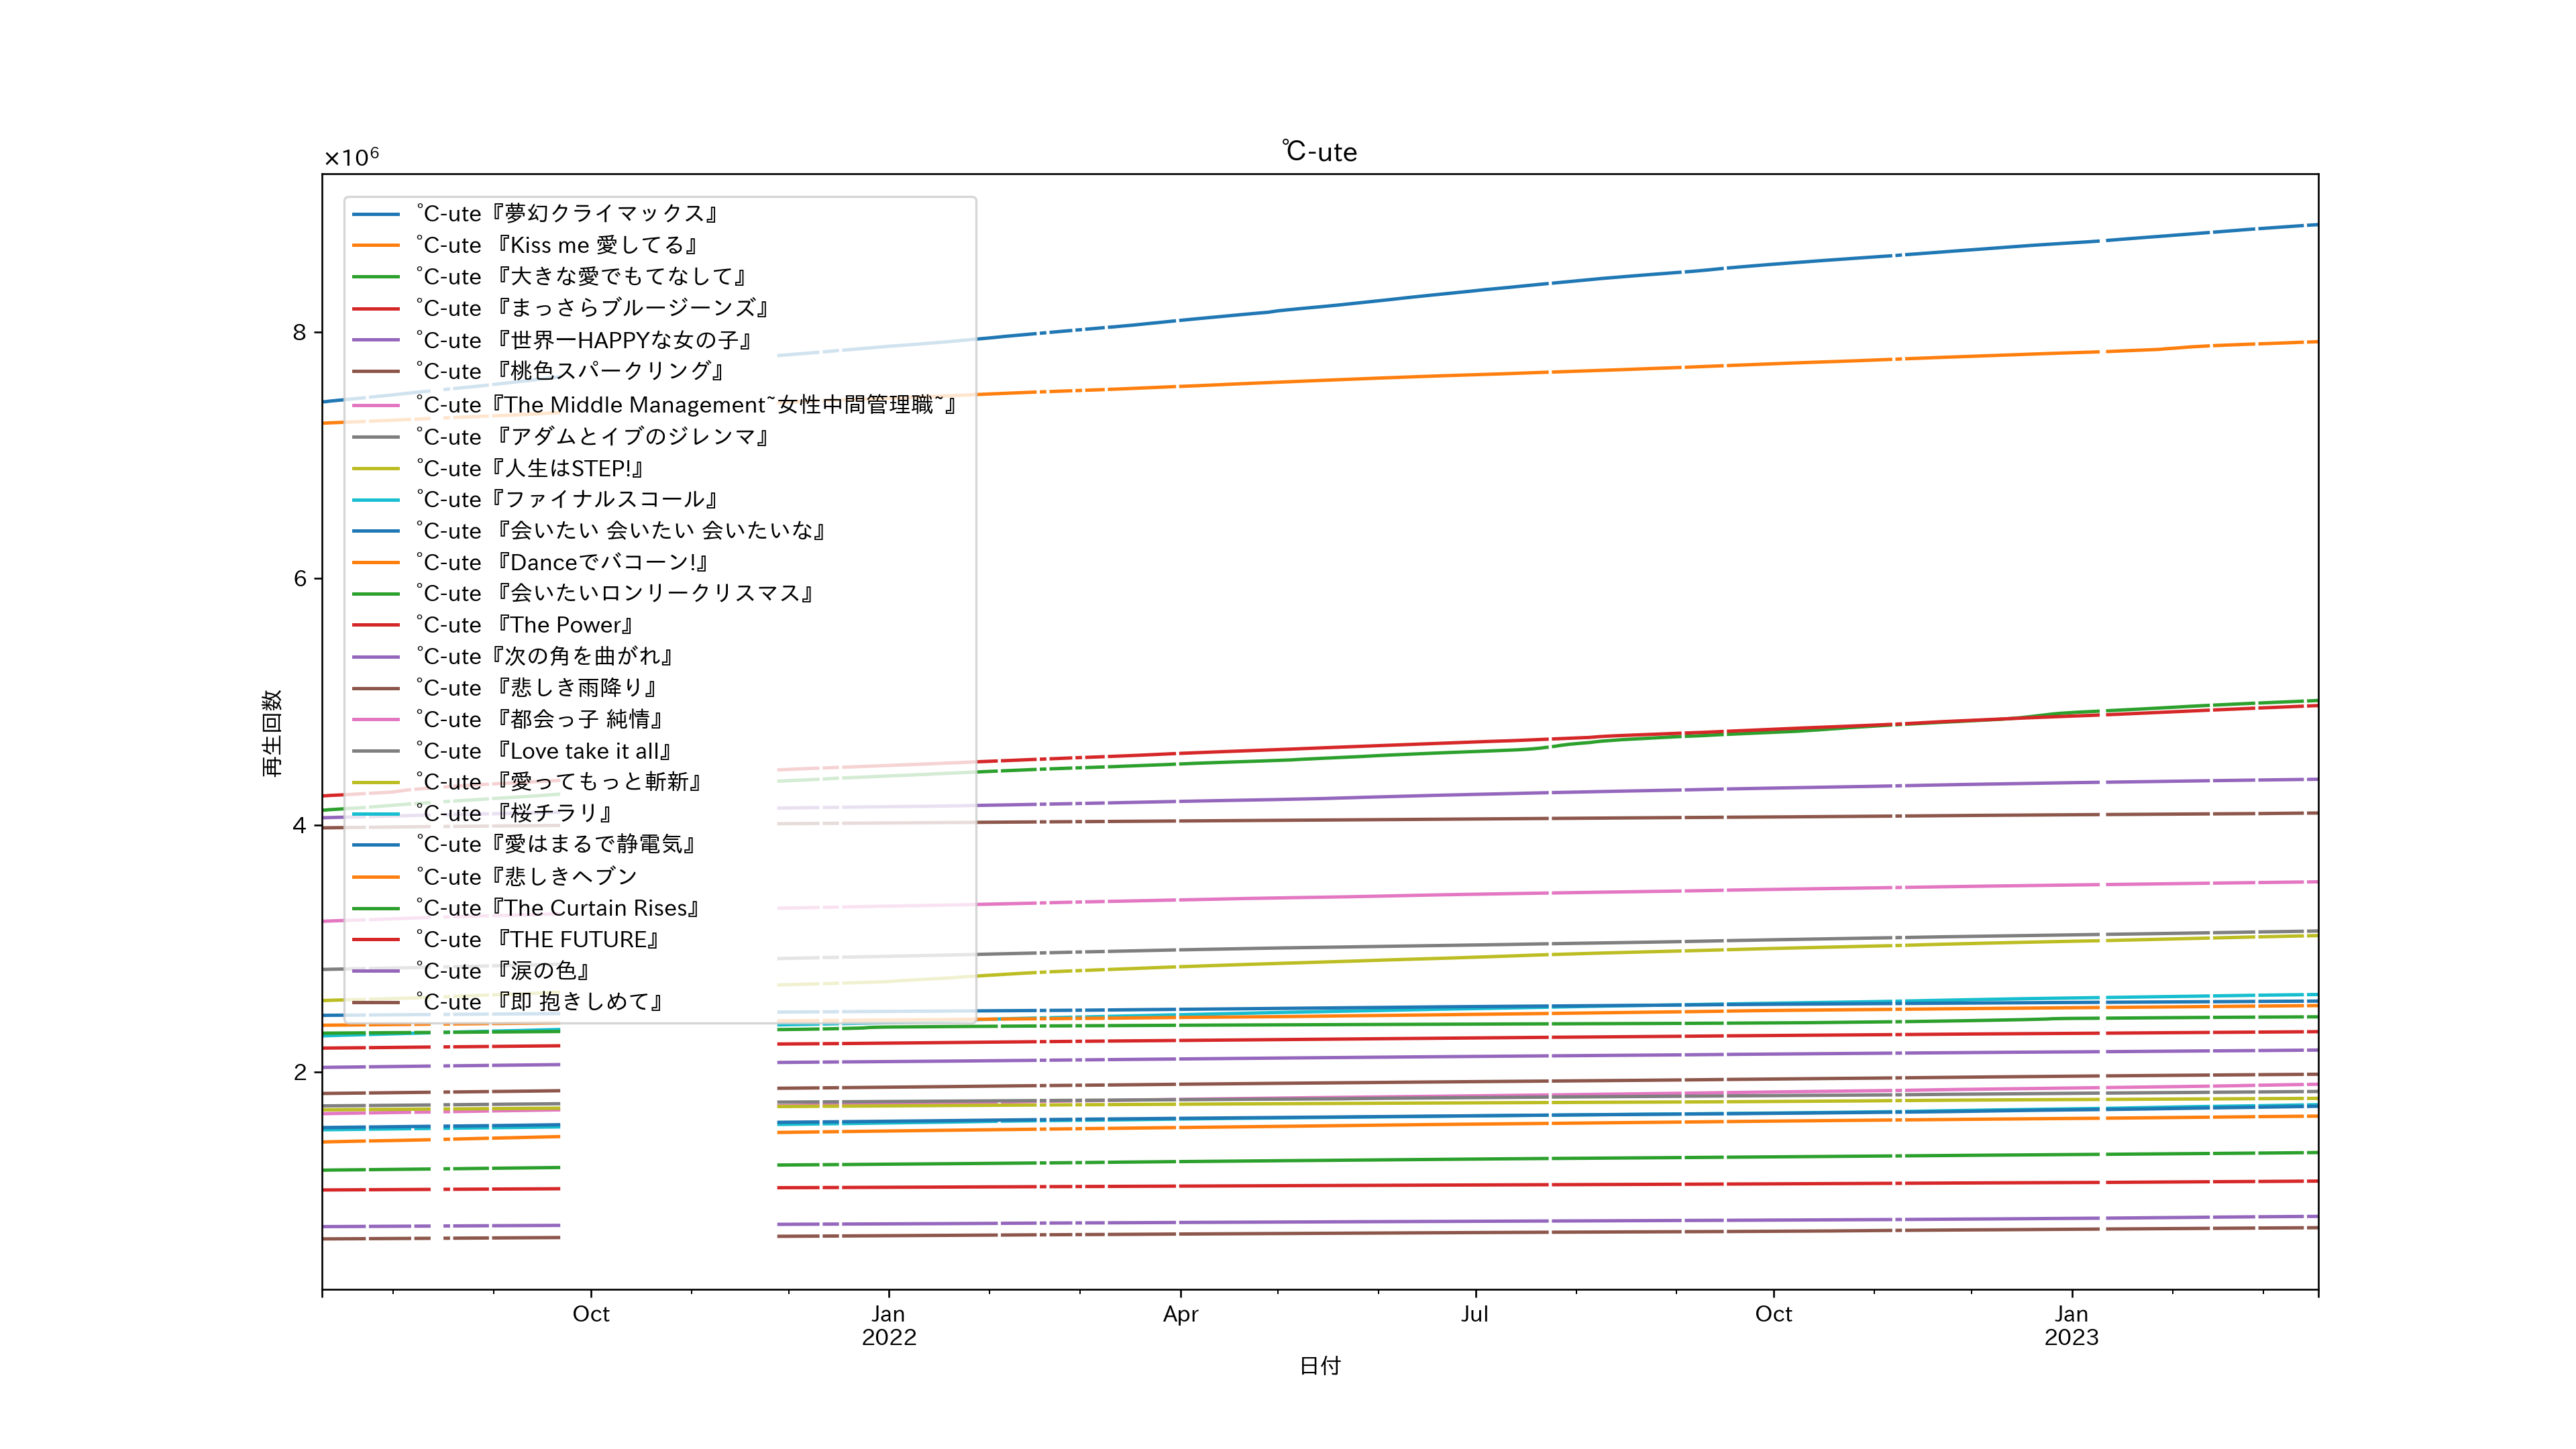 ℃-ute
×10⁶
8
6
4
2
再生回数
℃-ute『夢幻クライマックス』
℃-ute 『Kiss me 愛してる』
℃-ute 『大きな愛でもてなして』
℃-ute 『まっさらブルージーンズ』
℃-ute 『世界一HAPPYな女の子』
℃-ute 『桃色スパークリング』
℃-ute『The Middle Management~女性中間管理職~』
℃-ute 『アダムとイブのジレンマ』
℃-ute『人生はSTEP!』
℃-ute『ファイナルスコール』
℃-ute 『会いたい 会いたい 会いたいな』
℃-ute 『Danceでバコーン!』
℃-ute 『会いたいロンリークリスマス』
℃-ute 『The Power』
℃-ute『次の角を曲がれ』
℃-ute 『悲しき雨降り』
℃-ute 『都会っ子 純情』
℃-ute 『Love take it all』
℃-ute 『愛ってもっと斬新』
℃-ute 『桜チラリ』
℃-ute『愛はまるで静電気』
℃-ute『悲しきヘブン
℃-ute『The Curtain Rises』
℃-ute 『THE FUTURE』
℃-ute 『涙の色』
℃-ute 『即 抱きしめて』
Oct
Jan
2022
Apr
Jul
Oct
Jan
2023
日付